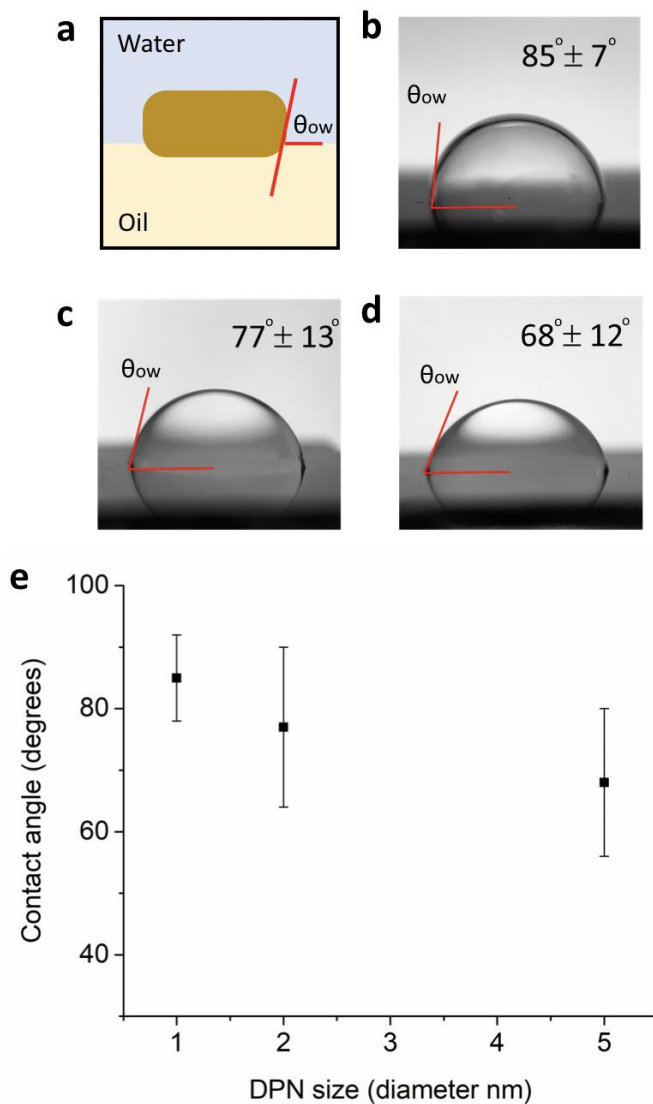 a
Water
θow
Oil
b
85° ± 7°
θow
c
77° ± 13°
θow
d
68° ± 12°
θow
e
100
80
60
40
Contact angle (degrees)
1 2 3 4 5
DPN size (diameter nm)